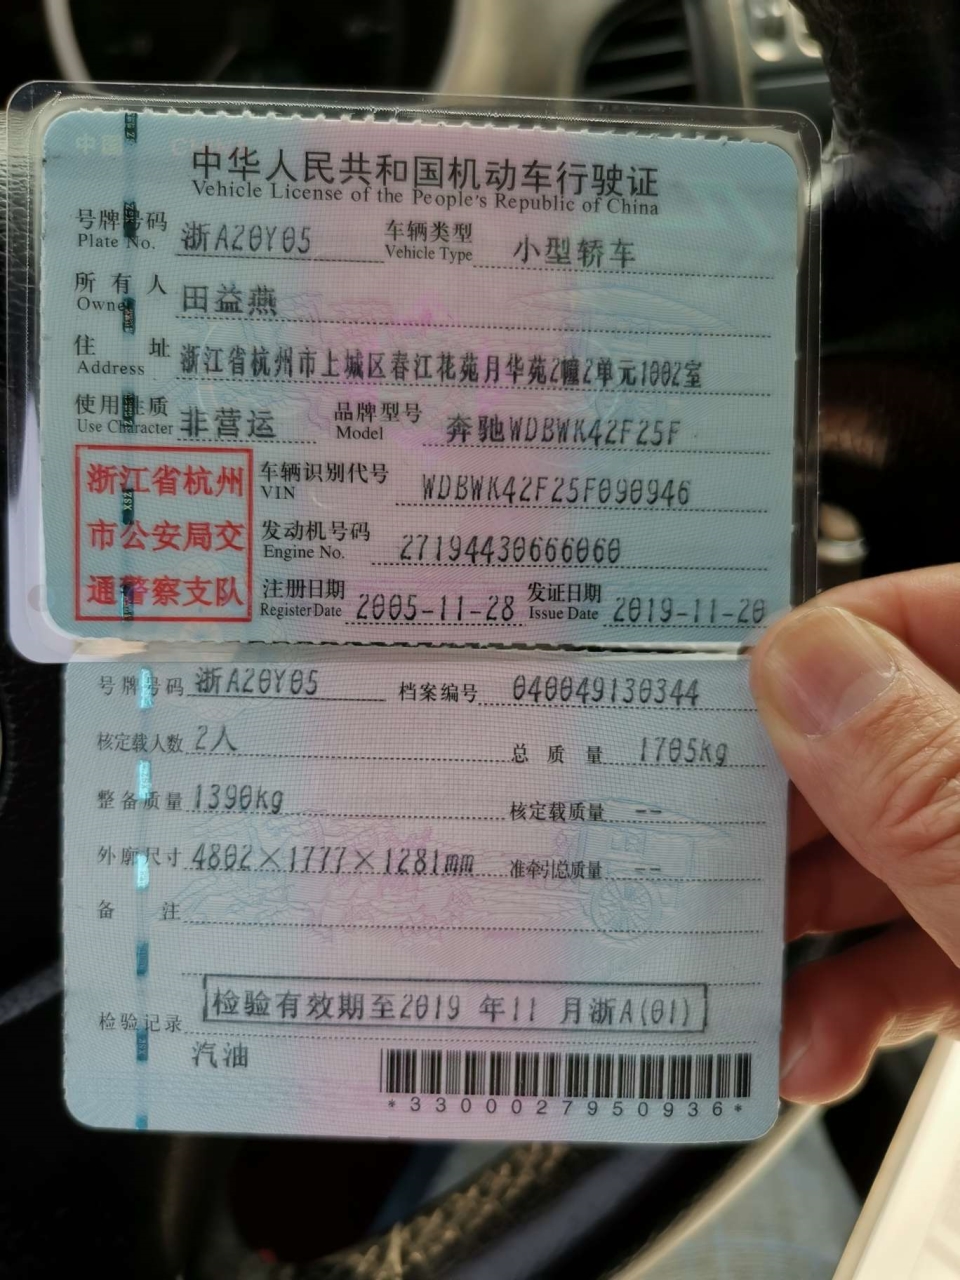 中华人民共和国机动车行驶证
Vehicle License of the People's Republic of China
号牌号码 浙A20Y05 车辆类型 小型轿车
Plate No. Vehicle Type
所有人 田益燕
Owner
住址 浙江省杭州市上城区春江花苑月华苑2幢2单元1002室
Address
使用性质 非营运 品牌型号 奔驰WDBWK42F25F
Use Character Model
浙江省杭州
市公安局交
通警察支队
车辆识别代号 WDBWK42F25F090946
VIN
发动机号码 27194430666060
Engine No.
注册日期 2005-11-28 发证日期 2019-11-20
Register Date Issue Date
号牌号码 浙A20Y05 档案编号 040049130344
核定载人数 2人 总质量 1705kg
整备质量 1390kg 核定载质量 --
外廓尺寸 4802×1777×1281mm 准牵引总质量 --
备注
检验记录 检验有效期至2019 年11 月浙A(01)
汽油
*3300027950936*